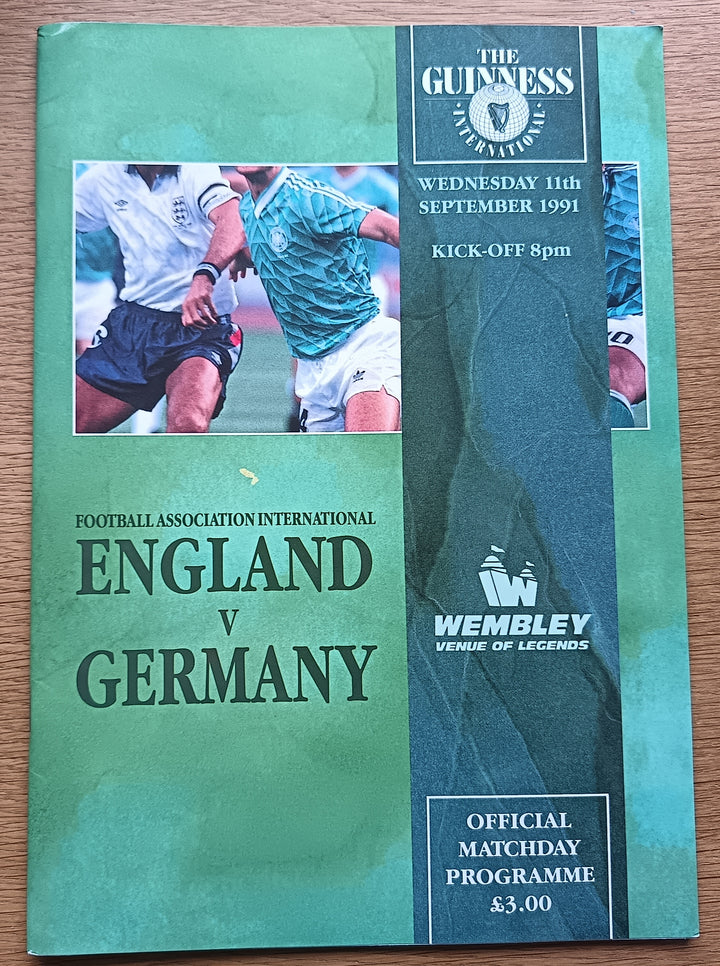 THE
GUINNESS
INTERNATIONAL
WEDNESDAY 11th
SEPTEMBER 1991
KICK-OFF 8pm
FOOTBALL ASSOCIATION INTERNATIONAL
ENGLAND
V
GERMANY
W
WEMBLEY
VENUE OF LEGENDS
OFFICIAL
MATCHDAY
PROGRAMME
£3.00